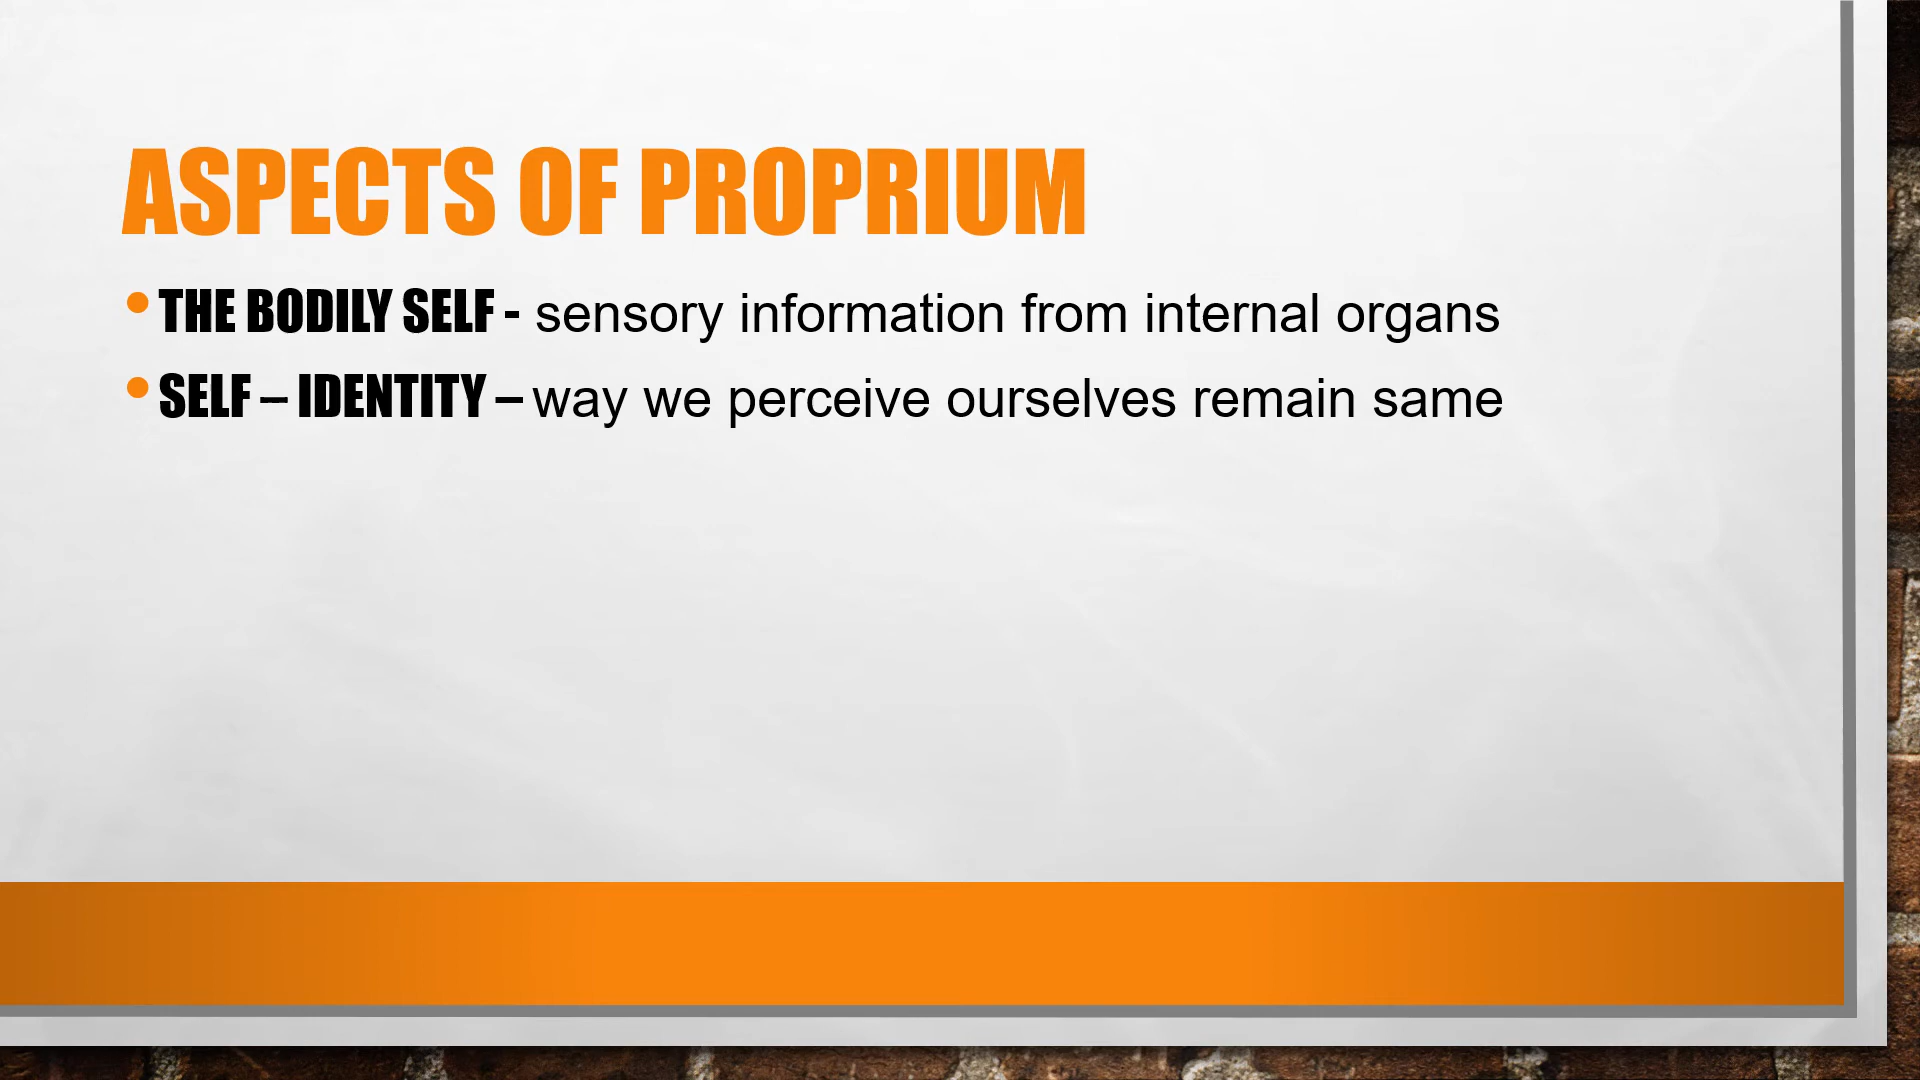 ASPECTS OF PROPRIUM
• THE BODILY SELF - sensory information from internal organs
• SELF – IDENTITY – way we perceive ourselves remain same